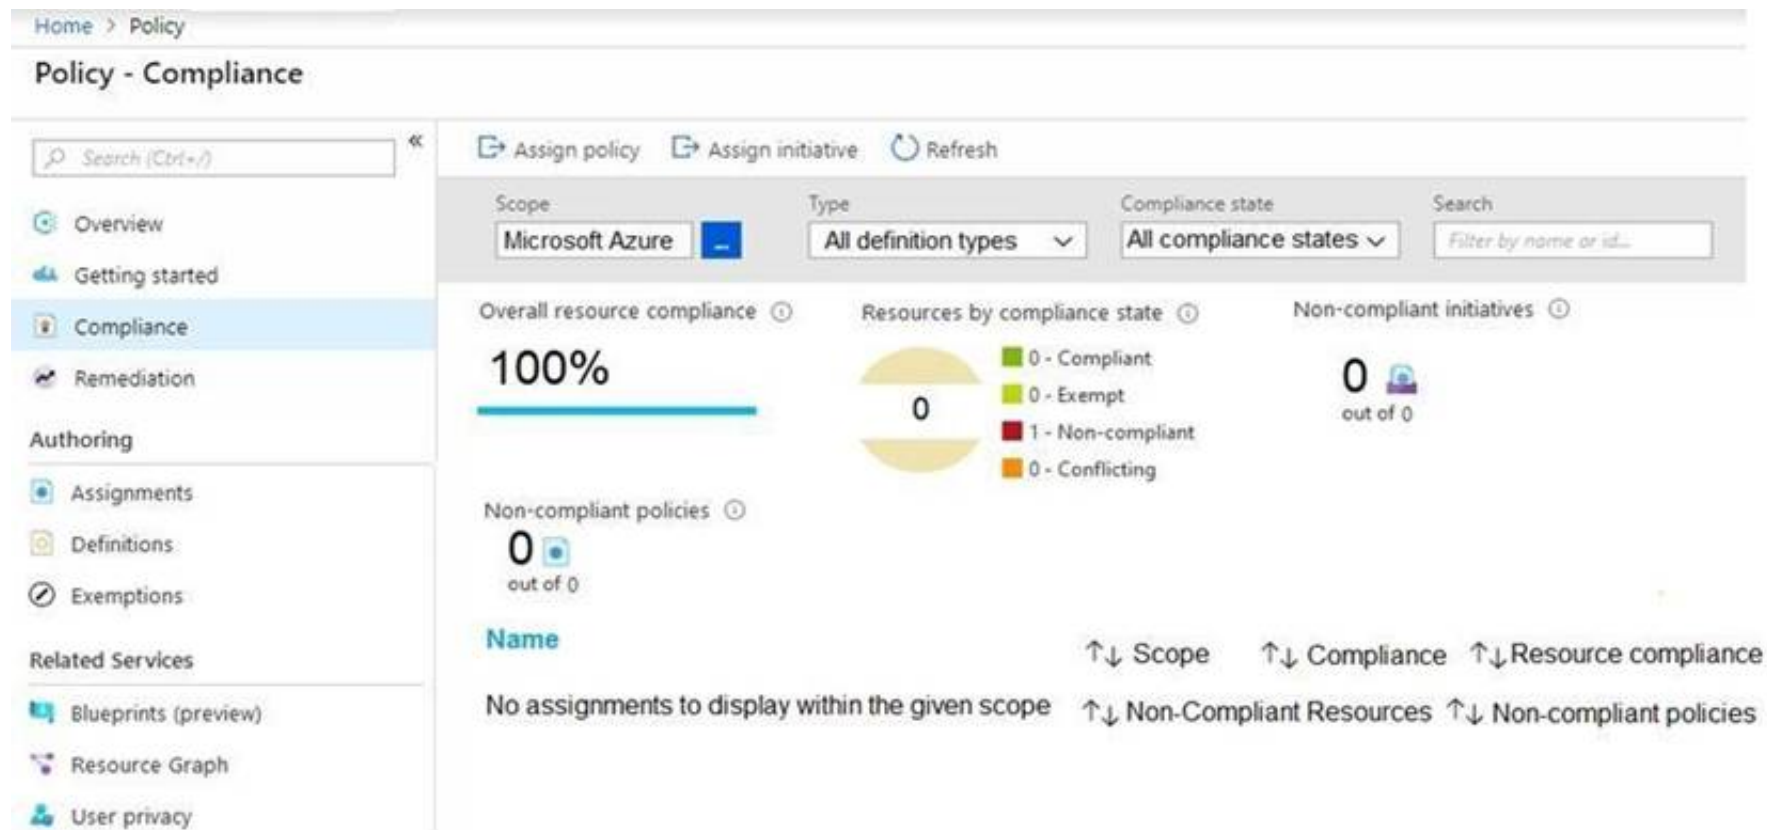 Home > Policy
Policy - Compliance
Search (Ctrl+/)
«
Overview
Getting started
Compliance
Remediation
Authoring
Assignments
Definitions
Exemptions
Related Services
Blueprints (preview)
Resource Graph
User privacy
Assign policy Assign initiative Refresh
Scope Type Compliance state Search
Microsoft Azure ... All definition types All compliance states Filter by name or id...
Overall resource compliance
100%
Resources by compliance state
0
0 - Compliant
0 - Exempt
1 - Non-compliant
0 - Conflicting
Non-compliant initiatives
0
out of 0
Non-compliant policies
0
out of 0
Name ↑↓ Scope ↑↓ Compliance ↑↓ Resource compliance
No assignments to display within the given scope ↑↓ Non-Compliant Resources ↑↓ Non-compliant policies